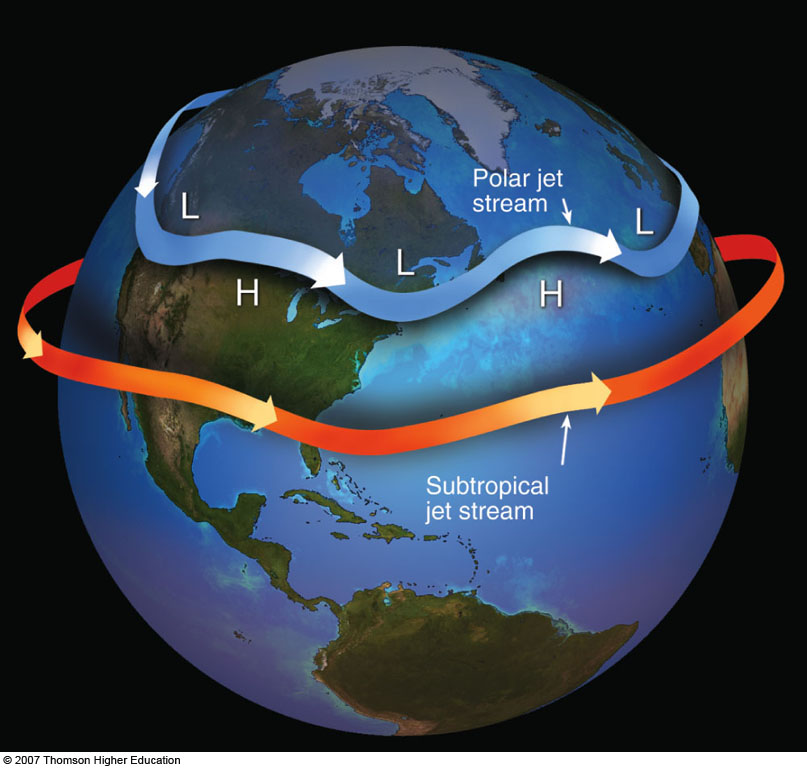 Polar jet
stream
L
L
L
H
H
Subtropical
jet stream
© 2007 Thomson Higher Education